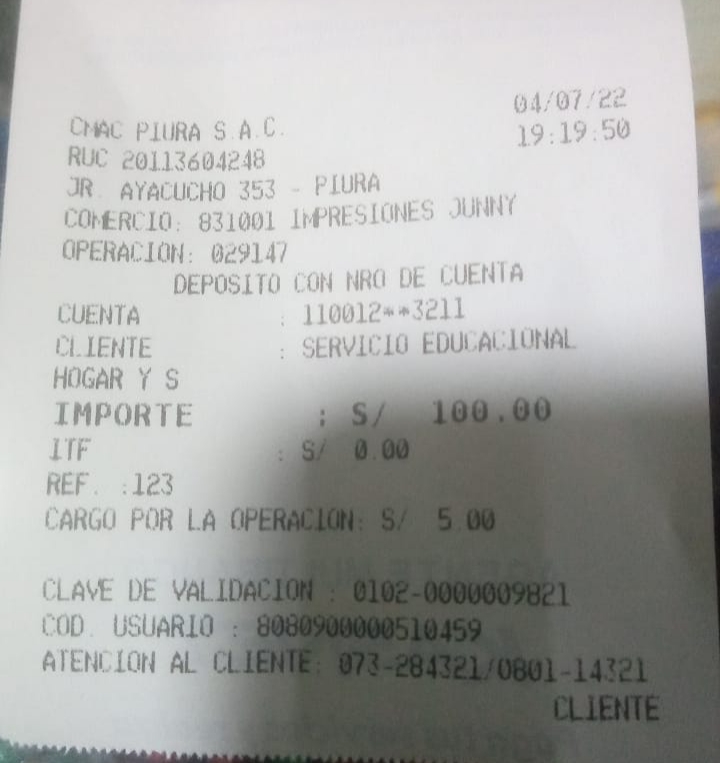 04/07/22
CMAC PIURA S.A.C. 19:19:50
RUC 20113604248
JR. AYACUCHO 353 - PIURA
COMERCIO: 831001 IMPRESIONES JUNNY
OPERACION: 029147
DEPOSITO CON NRO DE CUENTA
CUENTA : 110012**3211
CLIENTE : SERVICIO EDUCACIONAL
HOGAR Y S
IMPORTE : S/ 100.00
ITF : S/ 0.00
REF. :123
CARGO POR LA OPERACION: S/ 5.00
CLAVE DE VALIDACION : 0102-0000009821
COD. USUARIO : 8080900000510459
ATENCION AL CLIENTE: 073-284321/0801-14321
CLIENTE